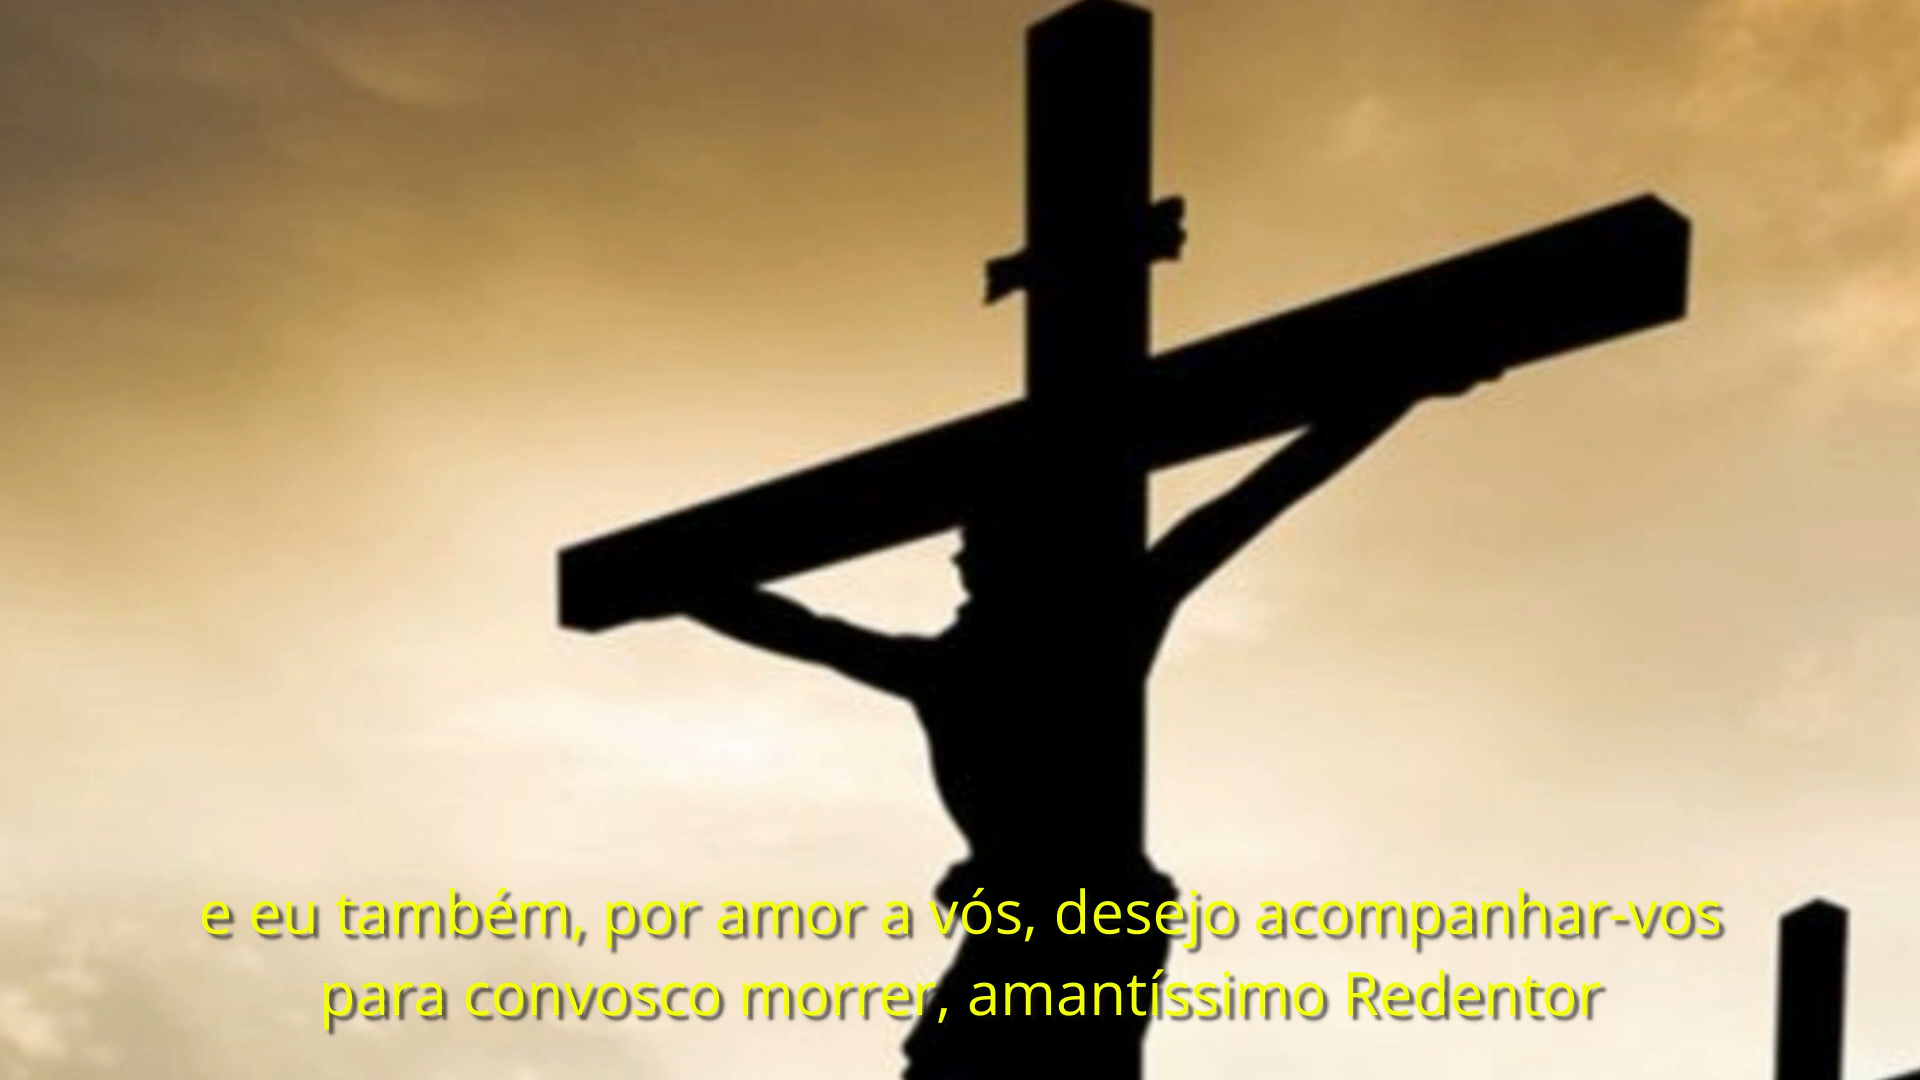 e eu também, por amor a vós, desejo acompanhar-vos
para convosco morrer, amantíssimo Redentor